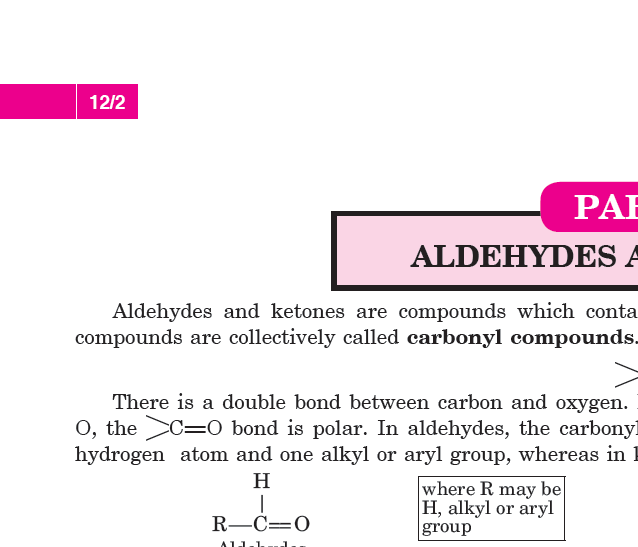 12/2
ALDEHYDES
Aldehydes and ketones are compounds which
compounds are collectively called carbonyl compounds.
There is a double bond between carbon and oxygen.
O, the >C=O bond is polar. In aldehydes, the carbonyl
hydrogen atom and one alkyl or aryl group, whereas in
H
R—C=O
where R may be
H, alkyl or aryl
group
Aldehydes